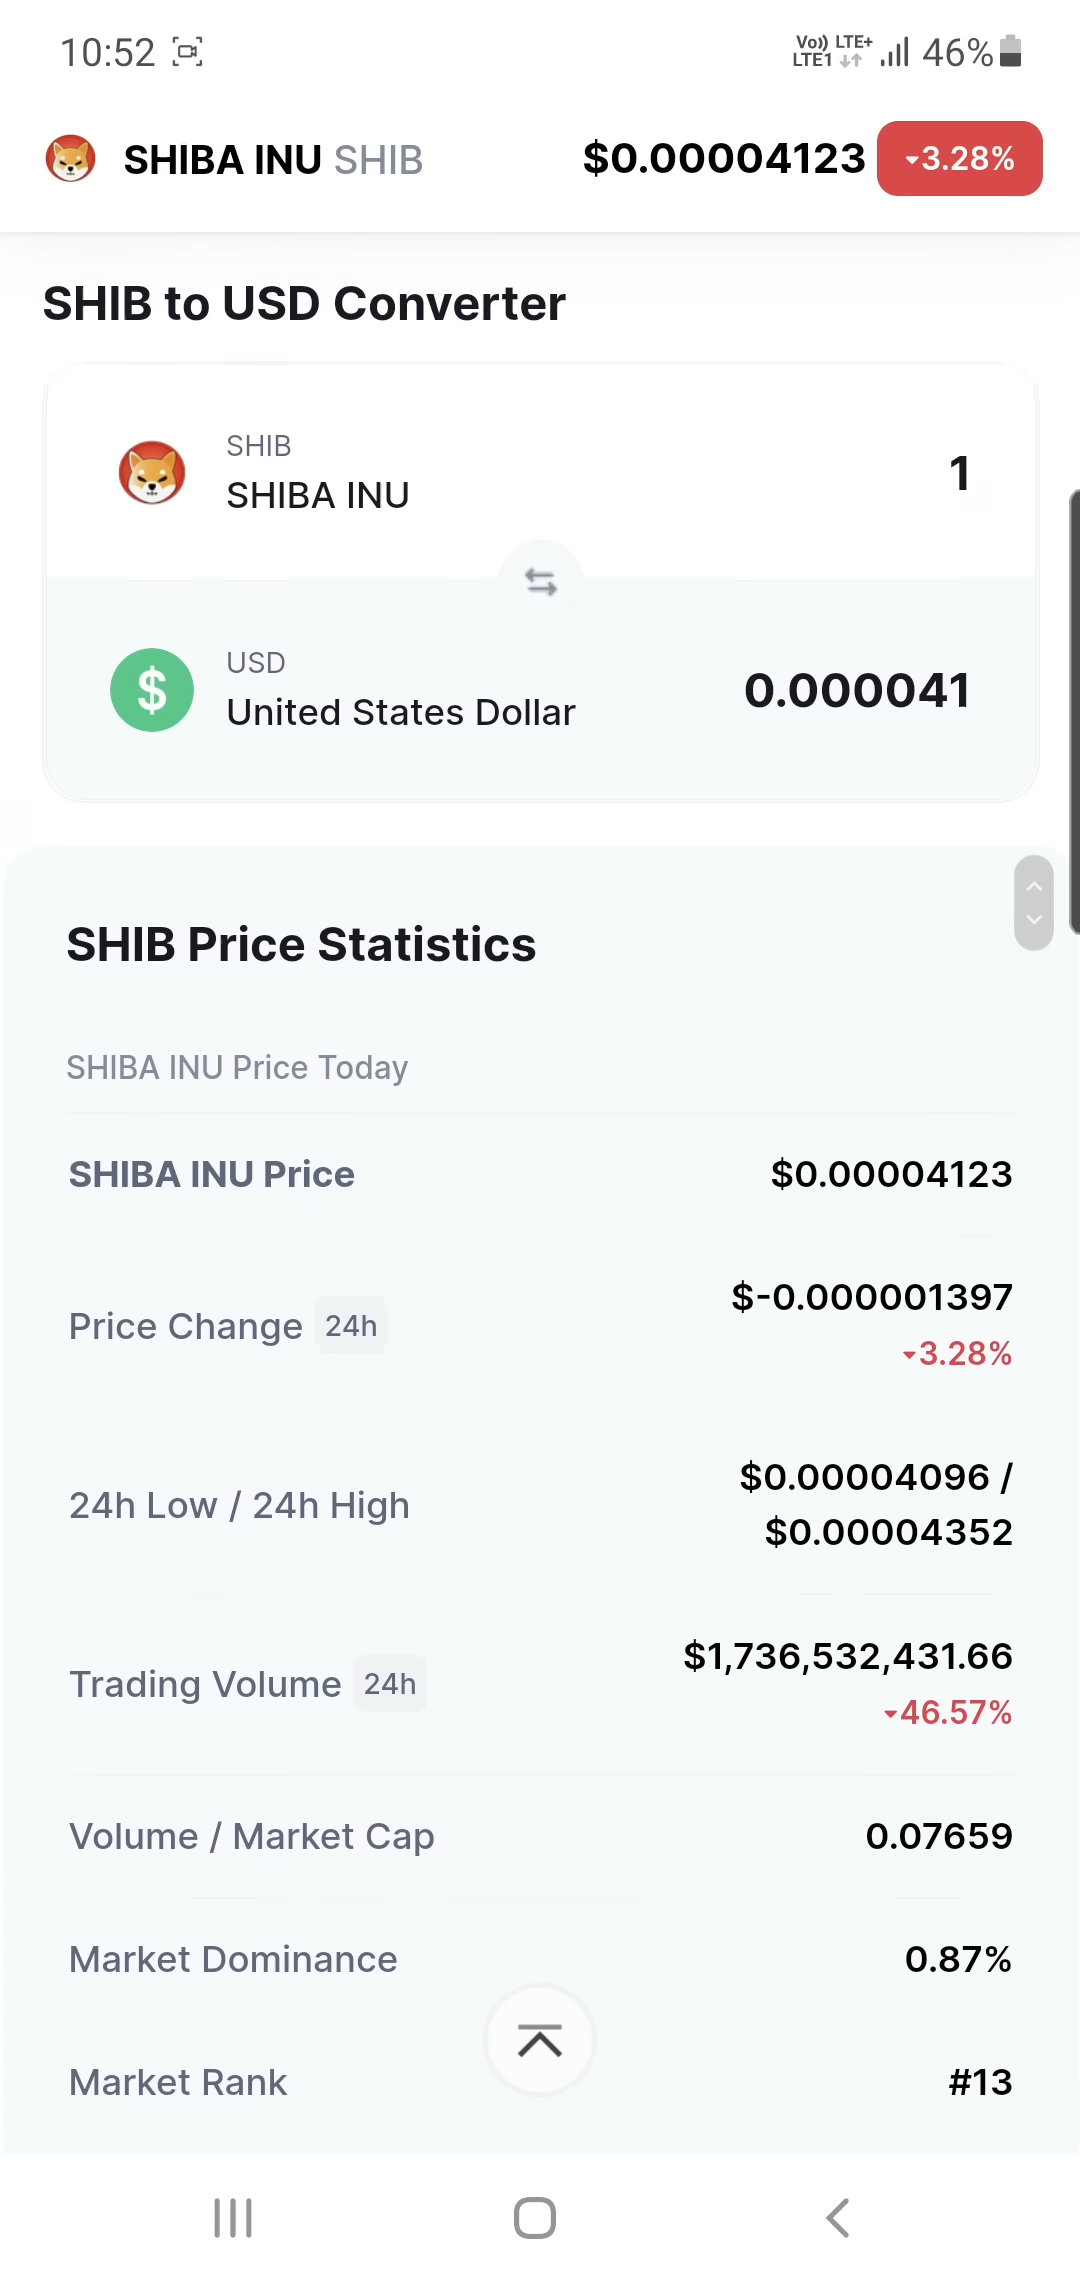 10:52 Vo)) LTE+ LTE1 46%
SHIBA INU SHIB $0.00004123 3.28%
SHIB to USD Converter
SHIB
SHIBA INU 1
USD
United States Dollar 0.000041
SHIB Price Statistics
SHIBA INU Price Today
SHIBA INU Price $0.00004123
Price Change 24h $-0.000001397
3.28%
24h Low / 24h High $0.00004096 /
$0.00004352
Trading Volume 24h $1,736,532,431.66
46.57%
Volume / Market Cap 0.07659
Market Dominance 0.87%
Market Rank #13